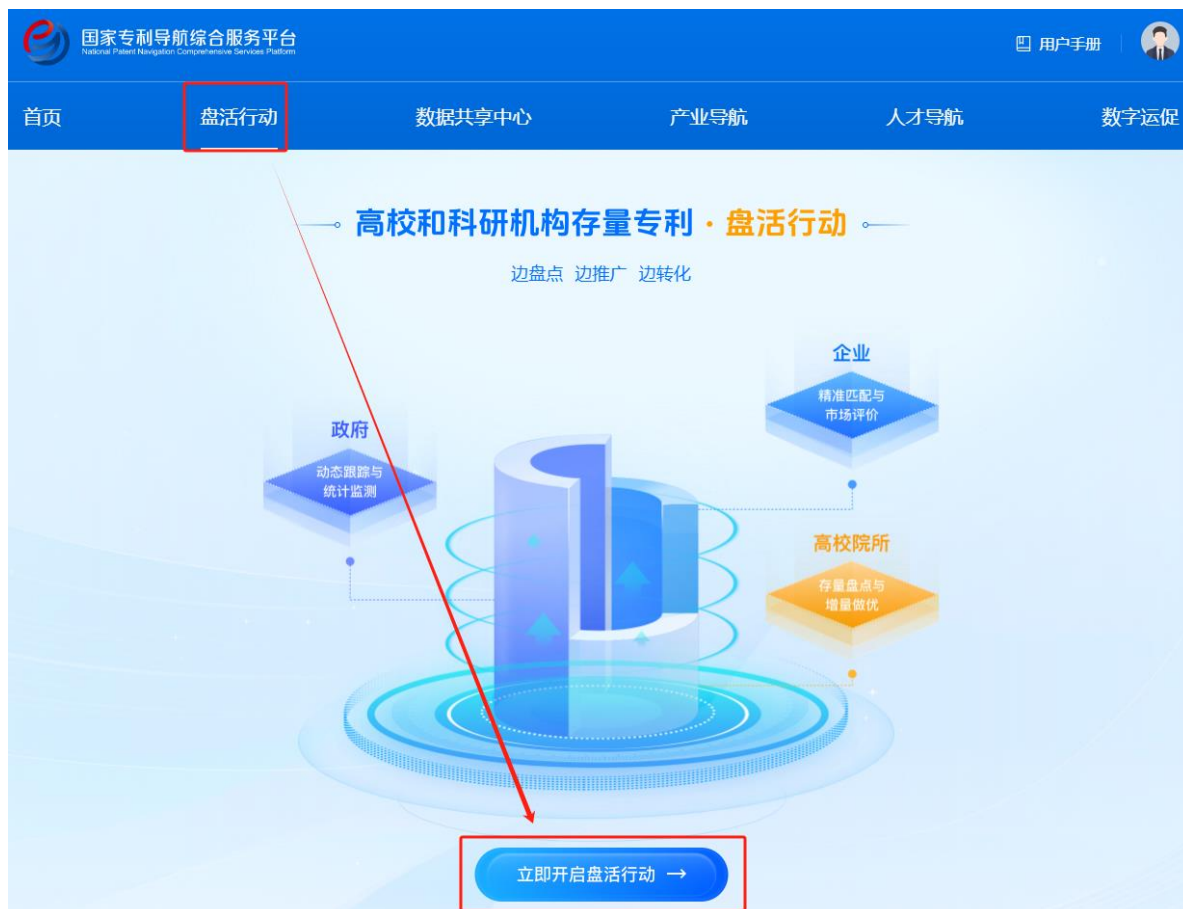 国家专利导航综合服务平台
National Patent Navigation Comprehensive Services Platform
用户手册
首页 盘活行动 数据共享中心 产业导航 人才导航 数字运促
高校和科研机构存量专利·盘活行动
边盘点 边推广 边转化
企业
精准匹配与
市场评价
政府
动态跟踪与
统计监测
高校院所
存量盘点与
增量做优
立即开启盘活行动 →